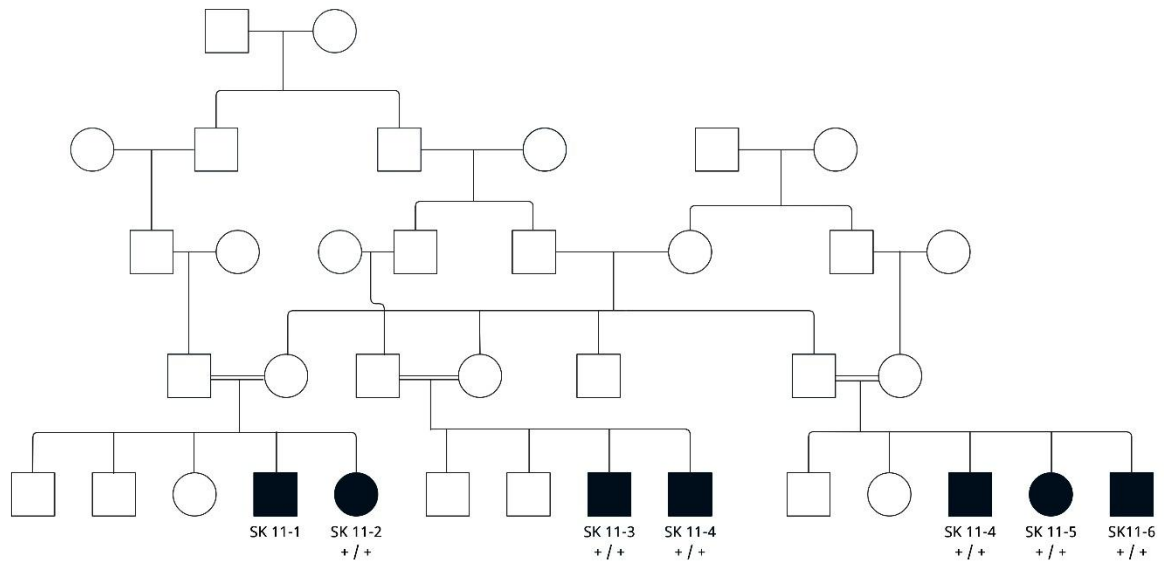 SK 11-1 SK 11-2 SK 11-3 SK 11-4 SK 11-4 SK 11-5 SK11-6
+ / + + / + + / + + / + + / + + / +